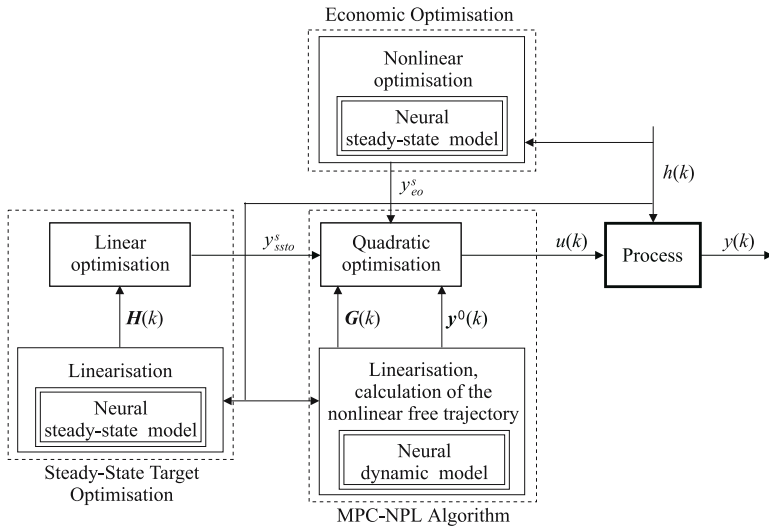 Economic Optimisation
Nonlinear
optimisation
Neural
steady-state model
y^s_eo
h(k)
Linear
optimisation
y^s_ssto
Quadratic
optimisation
u(k)
Process
y(k)
H(k)
G(k)
y^0(k)
Linearisation
Neural
steady-state model
Linearisation,
calculation of the
nonlinear free trajectory
Neural
dynamic model
Steady-State Target
Optimisation
MPC-NPL Algorithm